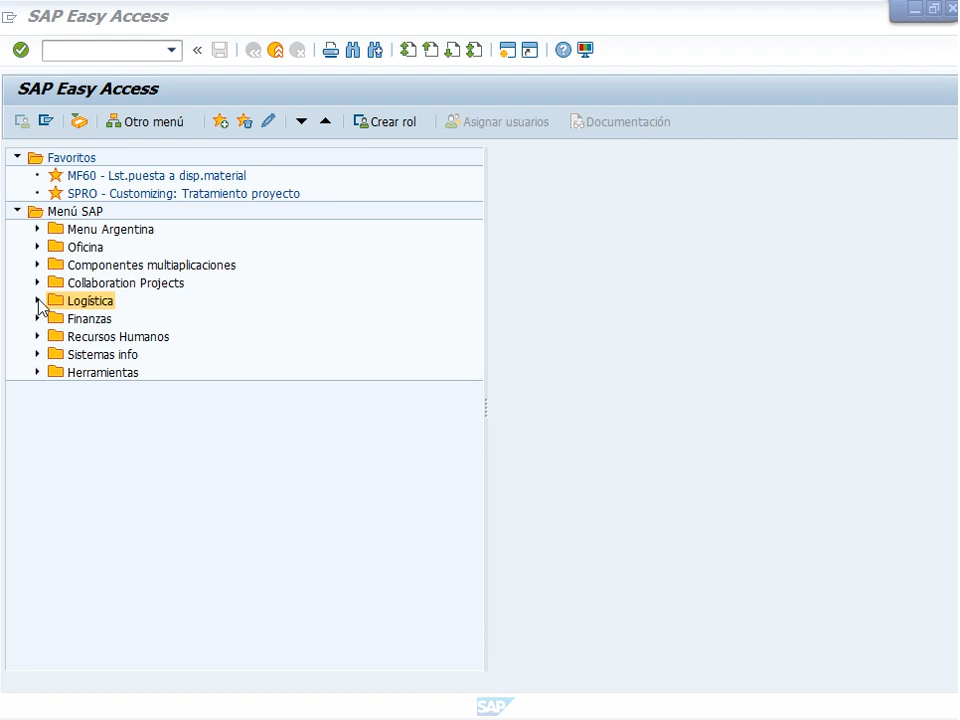 SAP Easy Access
SAP Easy Access
Otro menú Crear rol Asignar usuarios Documentación
Favoritos
MF60 - Lst.puesta a disp.material
SPRO - Customizing: Tratamiento proyecto
Menú SAP
Menu Argentina
Oficina
Componentes multiaplicaciones
Collaboration Projects
Logística
Finanzas
Recursos Humanos
Sistemas info
Herramientas
SAP